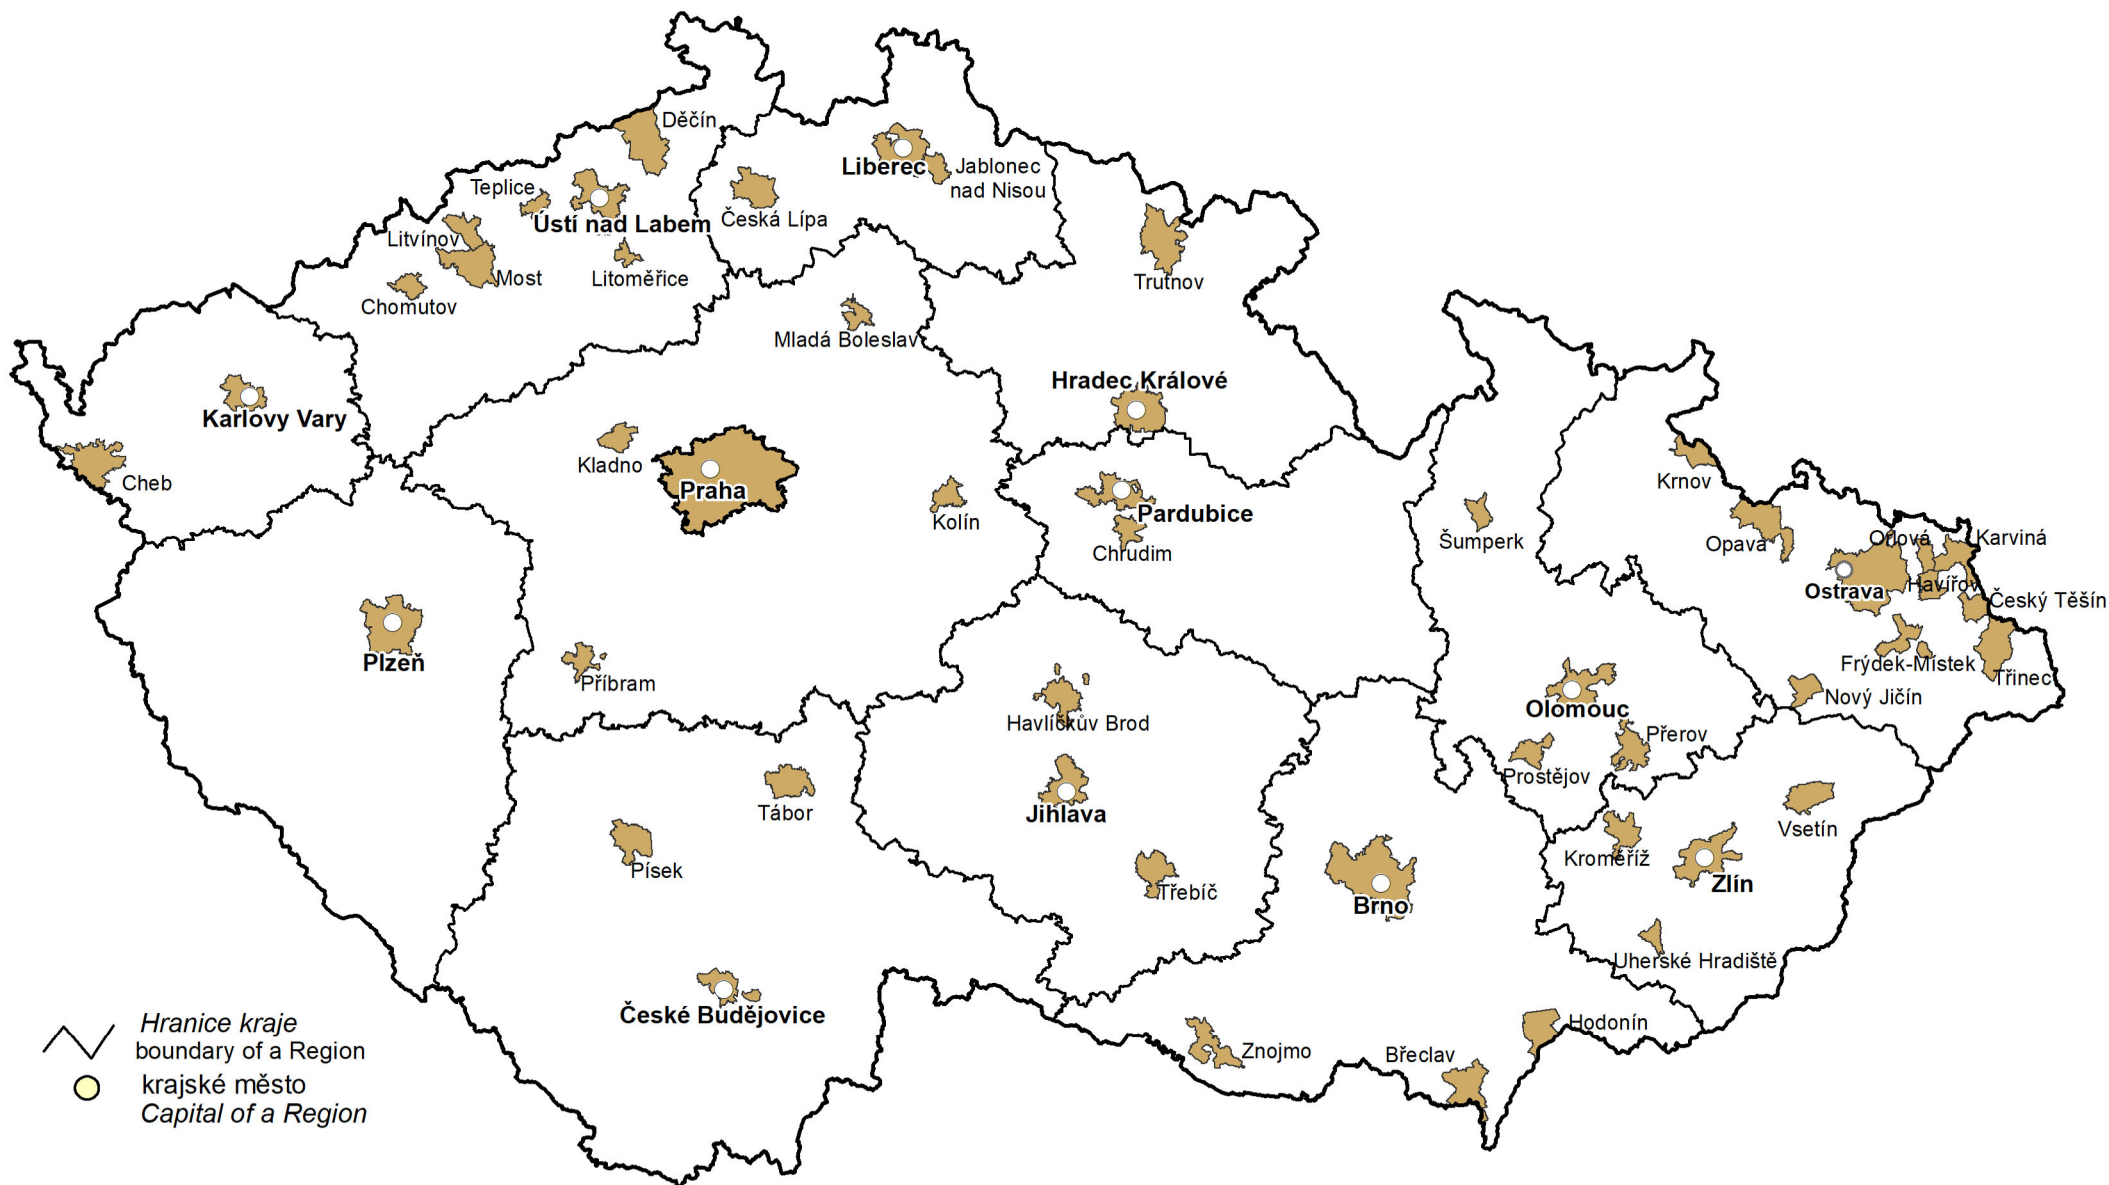 Děčín
Teplice
Ústí nad Labem
Litvínov
Most
Chomutov
Litoměřice
Česká Lípa
Liberec
Jablonec
nad Nisou
Trutnov
Mladá Boleslav
Hradec Králové
Karlovy Vary
Cheb
Kladno
Praha
Kolín
Pardubice
Chrudim
Šumperk
Krnov
Opava
Orlová
Karviná
Ostrava
Havířov
Český Těšín
Frýdek-Místek
Třinec
Nový Jičín
Plzeň
Příbram
Havlíčkův Brod
Olomouc
Přerov
Prostějov
Tábor
Jihlava
Písek
Třebíč
Brno
Kroměříž
Vsetín
Zlín
Uherské Hradiště
České Budějovice
Znojmo
Břeclav
Hodonín
Hranice kraje
boundary of a Region
krajské město
Capital of a Region